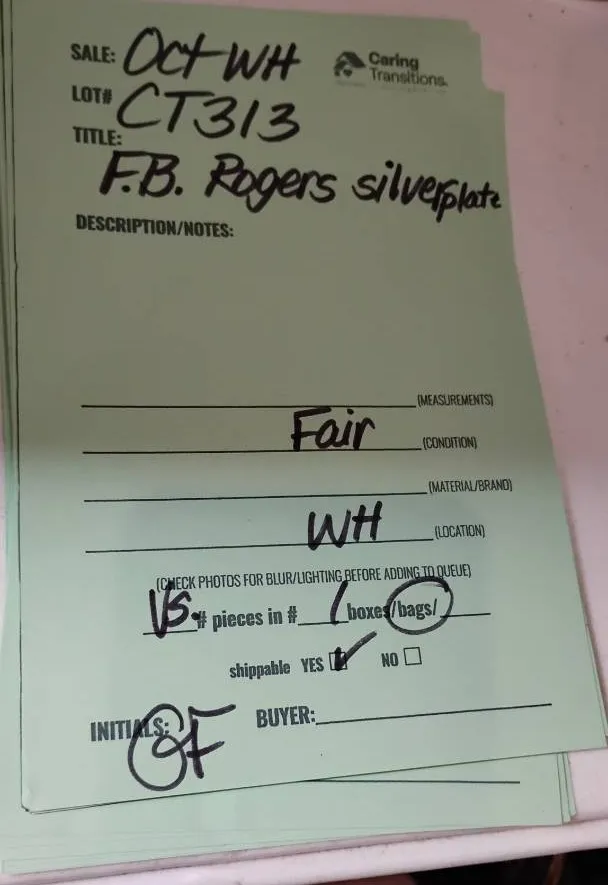 SALE: Oct WH
Caring
Transitions.
LOT# CT313
TITLE:
F.B. Rogers silverplate
DESCRIPTION/NOTES:
(MEASUREMENTS)
Fair (CONDITION)
(MATERIAL/BRAND)
WH (LOCATION)
(CHECK PHOTOS FOR BLUR/LIGHTING BEFORE ADDING TO QUEUE)
VS. # pieces in # 1 boxes/bags/
shippable YES NO
INITIALS: OF BUYER: